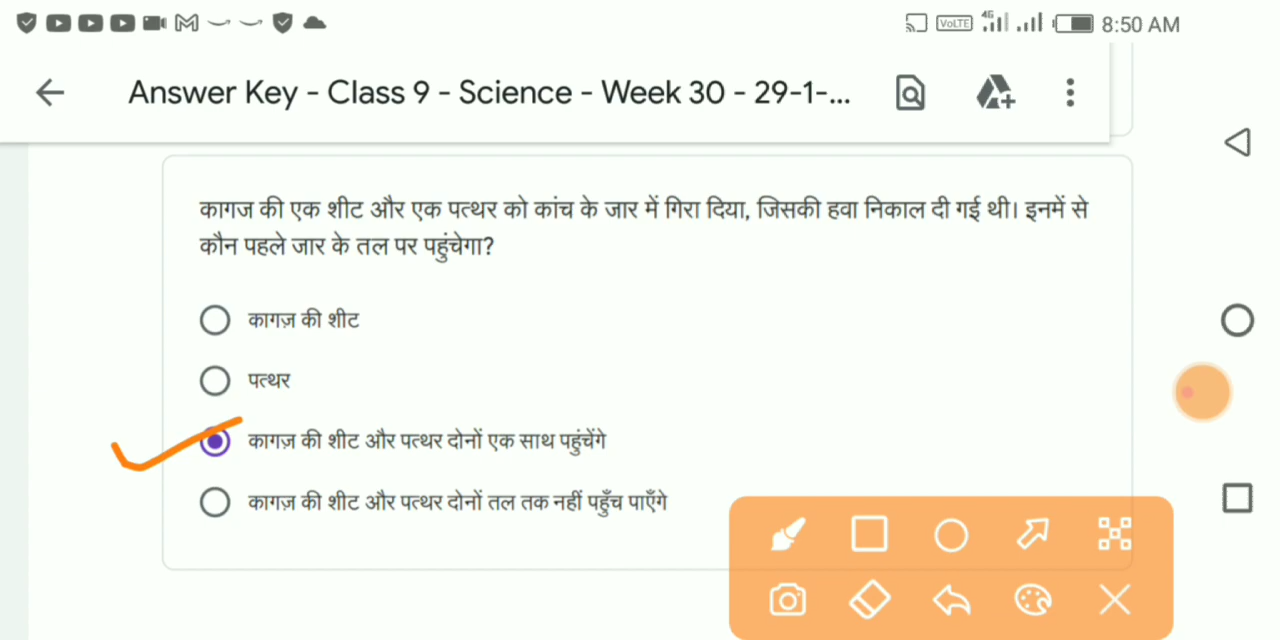 VoLTE 4G 8:50 AM
Answer Key - Class 9 - Science - Week 30 - 29-1-...
कागज की एक शीट और एक पत्थर को कांच के जार में गिरा दिया, जिसकी हवा निकाल दी गई थी। इनमें से
कौन पहले जार के तल पर पहुंचेगा?
कागज़ की शीट
पत्थर
कागज़ की शीट और पत्थर दोनों एक साथ पहुंचेंगे
कागज़ की शीट और पत्थर दोनों तल तक नहीं पहुँच पाएँगे